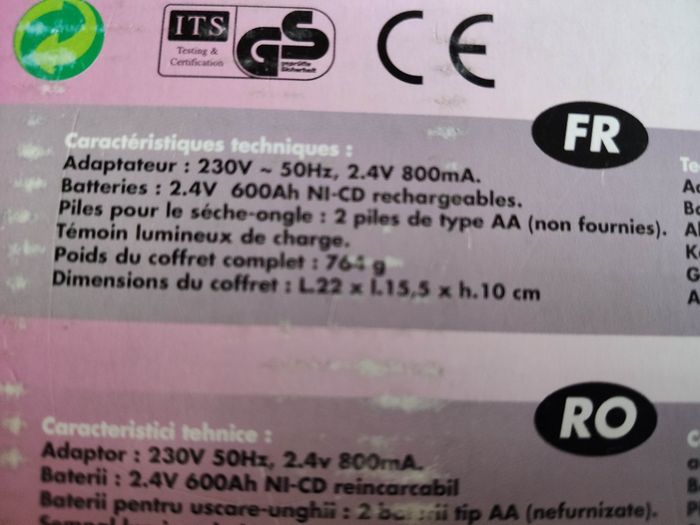 ITS
Testing &
Certification
GS
geprüfte
Sicherheit
CE
FR
Caractéristiques techniques :
Adaptateur : 230V ~ 50Hz, 2.4V 800mA.
Batteries : 2.4V 600Ah NI-CD rechargeables.
Piles pour le séche-ongle : 2 piles de type AA (non fournies).
Témoin lumineux de charge.
Poids du coffret complet : 764 g
Dimensions du coffret : L.22 x l.15,5 x h.10 cm
RO
Caracteristici tehnice :
Adaptor : 230V 50Hz, 2.4v 800mA.
Baterii : 2.4V 600Ah NI-CD reincarcabil
Baterii pentru uscare-unghii : 2 baterii tip AA (nefurnizate).